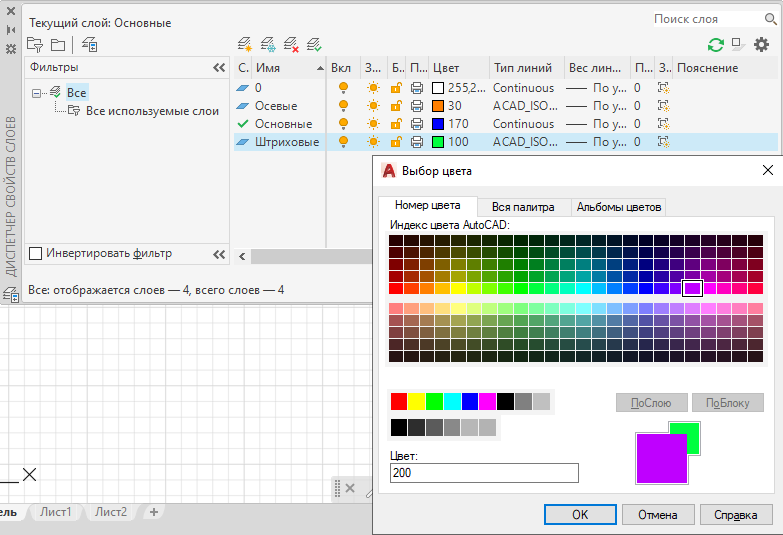 Текущий слой: Основные
Поиск слоя
Фильтры
С. Имя Вкл З... Б.. П... Цвет Тип линий Вес лин... П... З... Пояснение
Все
Все используемые слои
0 255,2... Continuous По у... 0
Осевые 30 ACAD_ISO... По у... 0
Основные 170 Continuous По у... 0
Штриховые 100 ACAD_ISO... По у... 0
Инвертировать фильтр
Все: отображается слоев — 4, всего слоев — 4
ДИСПЕТЧЕР СВОЙСТВ СЛОЕВ
Выбор цвета
Номер цвета Вся палитра Альбомы цветов
Индекс цвета AutoCAD:
ПоСлою ПоБлоку
Цвет:
200
OK Отмена Справка
ель Лист1 Лист2 +